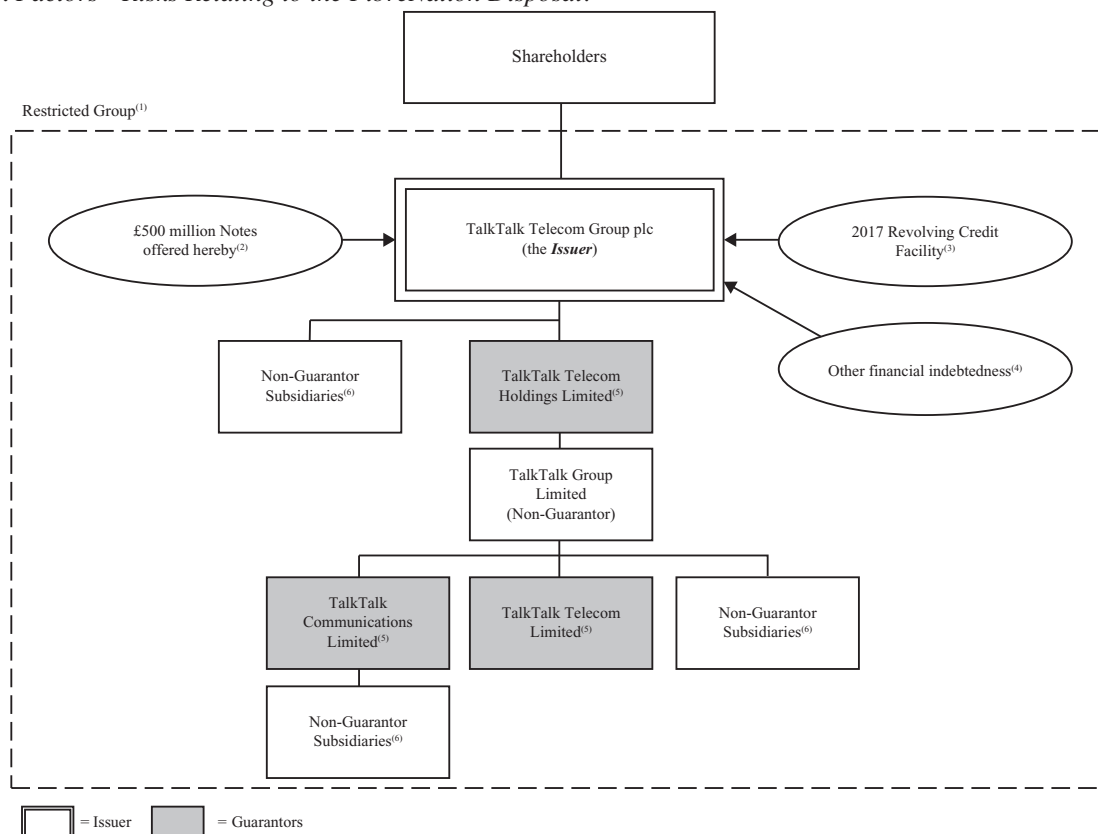 Factors—Risks Relating to the FibreNation Disposal.
Shareholders
Restricted Group(1)
£500 million Notes
offered hereby(2)
TalkTalk Telecom Group plc
(the Issuer)
2017 Revolving Credit
Facility(3)
Other financial indebtedness(4)
Non-Guarantor
Subsidiaries(6)
TalkTalk Telecom
Holdings Limited(5)
TalkTalk Group
Limited
(Non-Guarantor)
TalkTalk
Communications
Limited(5)
TalkTalk Telecom
Limited(5)
Non-Guarantor
Subsidiaries(6)
Non-Guarantor
Subsidiaries(6)
= Issuer
= Guarantors